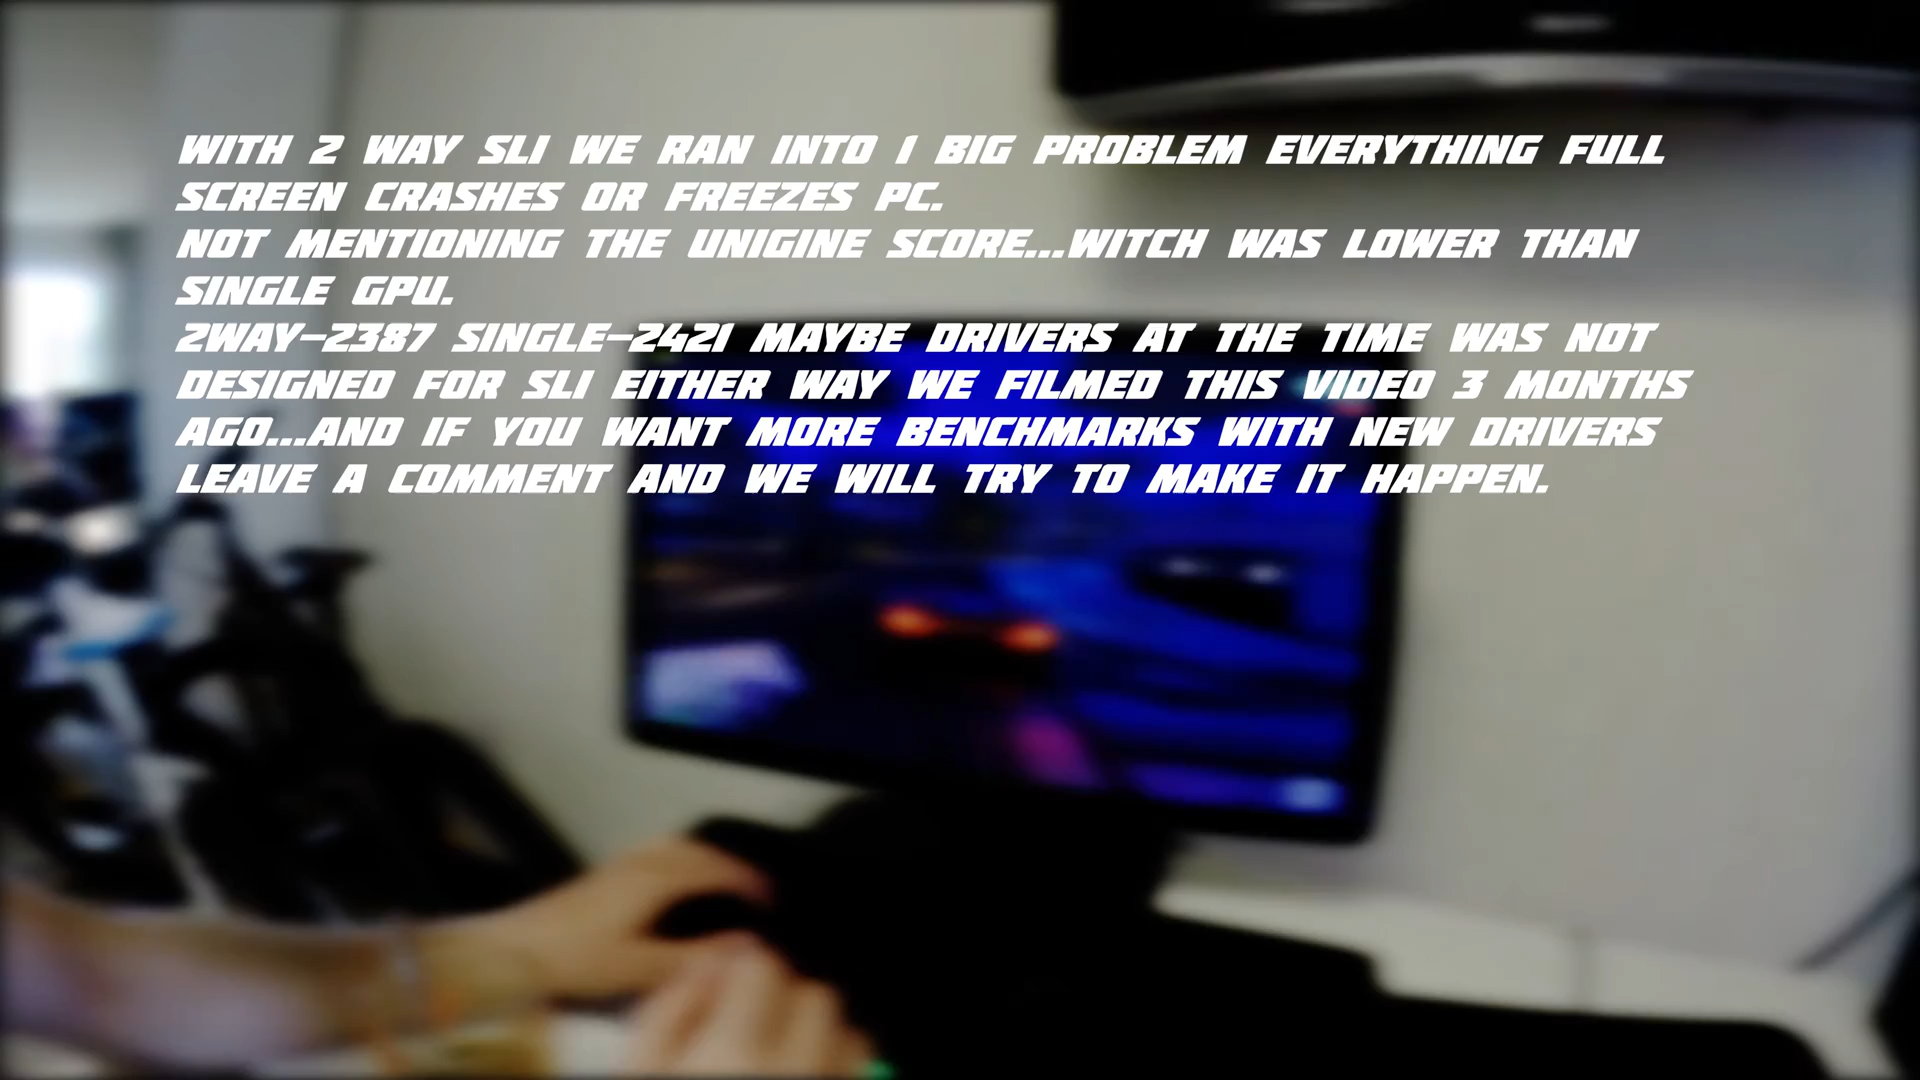 WITH 2 WAY SLI WE RAN INTO 1 BIG PROBLEM EVERYTHING FULL
SCREEN CRASHES OR FREEZES PC.
NOT MENTIONING THE UNIGINE SCORE...WITCH WAS LOWER THAN
SINGLE GPU.
2WAY-2387 SINGLE-2421 MAYBE DRIVERS AT THE TIME WAS NOT
DESIGNED FOR SLI EITHER WAY WE FILMED THIS VIDEO 3 MONTHS
AGO...AND IF YOU WANT MORE BENCHMARKS WITH NEW DRIVERS
LEAVE A COMMENT AND WE WILL TRY TO MAKE IT HAPPEN.